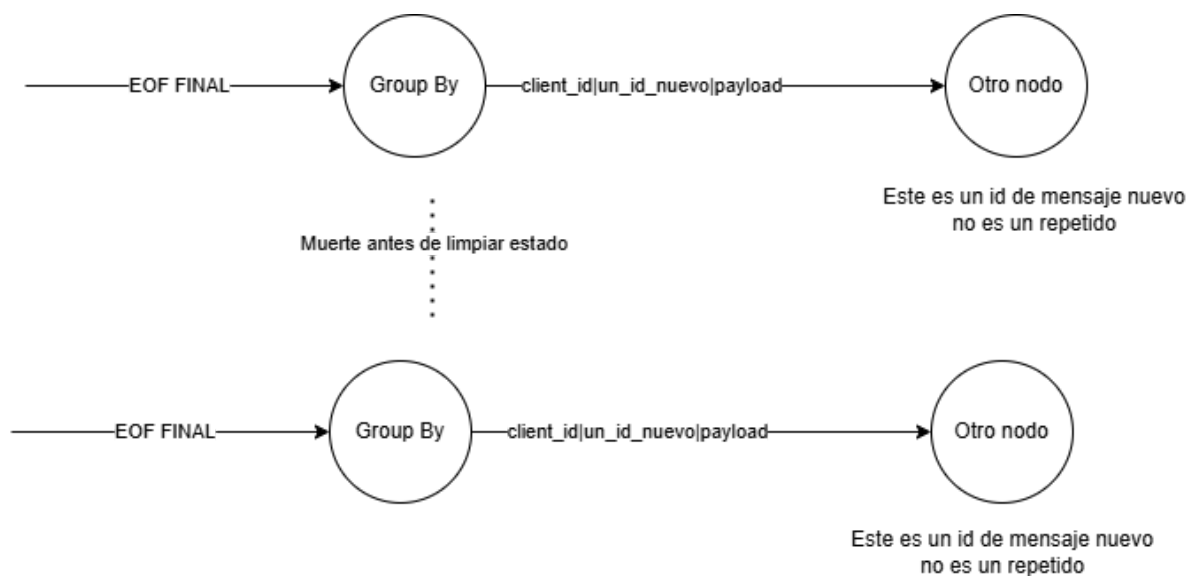 EOF FINAL
Group By
client_id|un_id_nuevo|payload
Otro nodo
Este es un id de mensaje nuevo
no es un repetido
Muerte antes de limpiar estado
EOF FINAL
Group By
client_id|un_id_nuevo|payload
Otro nodo
Este es un id de mensaje nuevo
no es un repetido